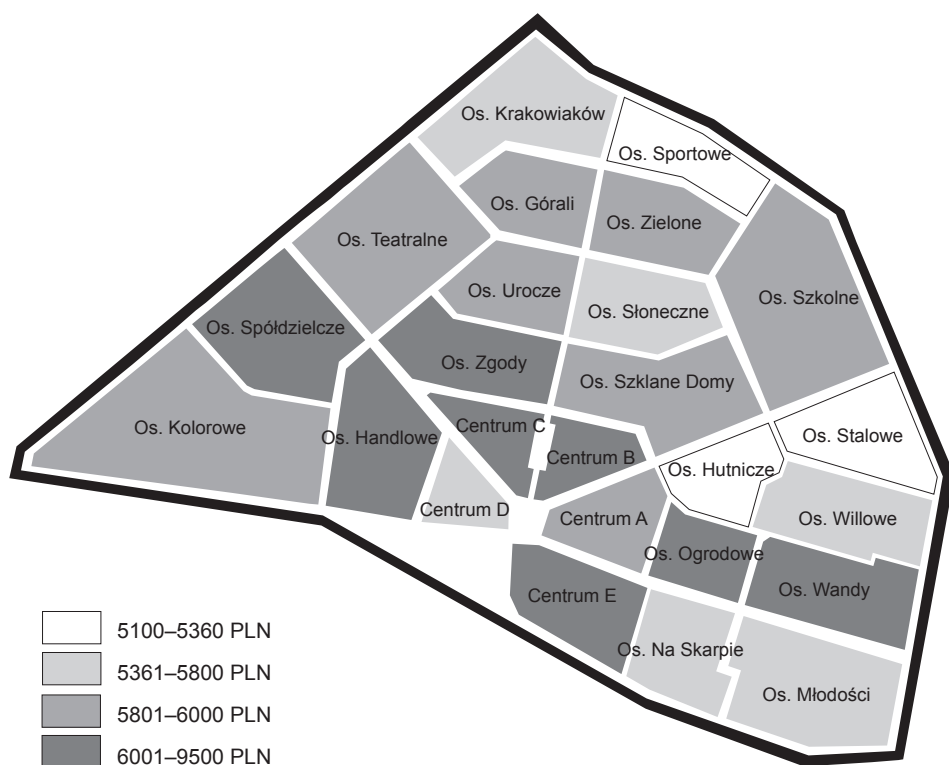 Os. Krakowiaków
Os. Sportowe
Os. Górali
Os. Zielone
Os. Teatralne
Os. Urocze
Os. Szkolne
Os. Słoneczne
Os. Spółdzielcze
Os. Zgody
Os. Szklane Domy
Os. Kolorowe
Os. Handlowe
Centrum C
Os. Stalowe
Centrum B
Os. Hutnicze
Centrum D
Centrum A
Os. Willowe
Os. Ogrodowe
Os. Wandy
Centrum E
Os. Na Skarpie
Os. Młodości
5100–5360 PLN
5361–5800 PLN
5801–6000 PLN
6001–9500 PLN